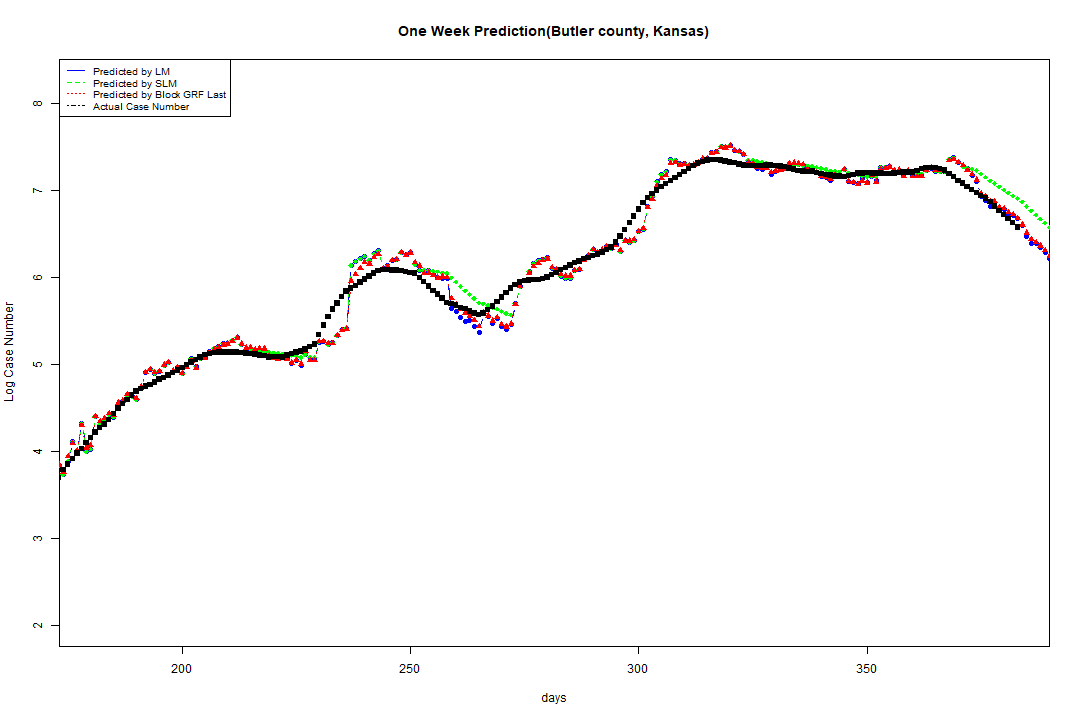 One Week Prediction(Butler county, Kansas)
Predicted by LM
Predicted by SLM
Predicted by Block GRF Last
Actual Case Number
8
7
6
5
4
3
2
Log Case Number
200 250 300 350
days